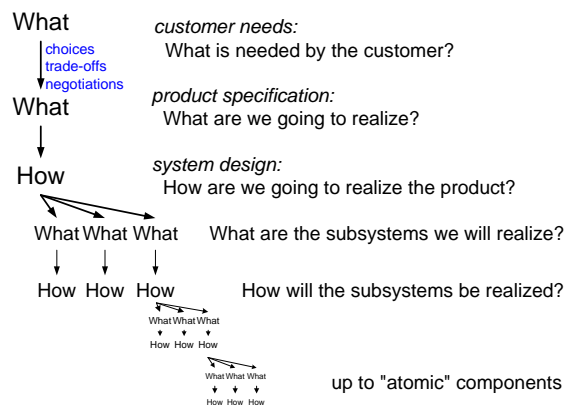 What
customer needs:
What is needed by the customer?
choices
trade-offs
negotiations
What
product specification:
What are we going to realize?
How
system design:
How are we going to realize the product?
What What What
What are the subsystems we will realize?
How How How
How will the subsystems be realized?
What What What
How How How
What What What
How How How
up to "atomic" components